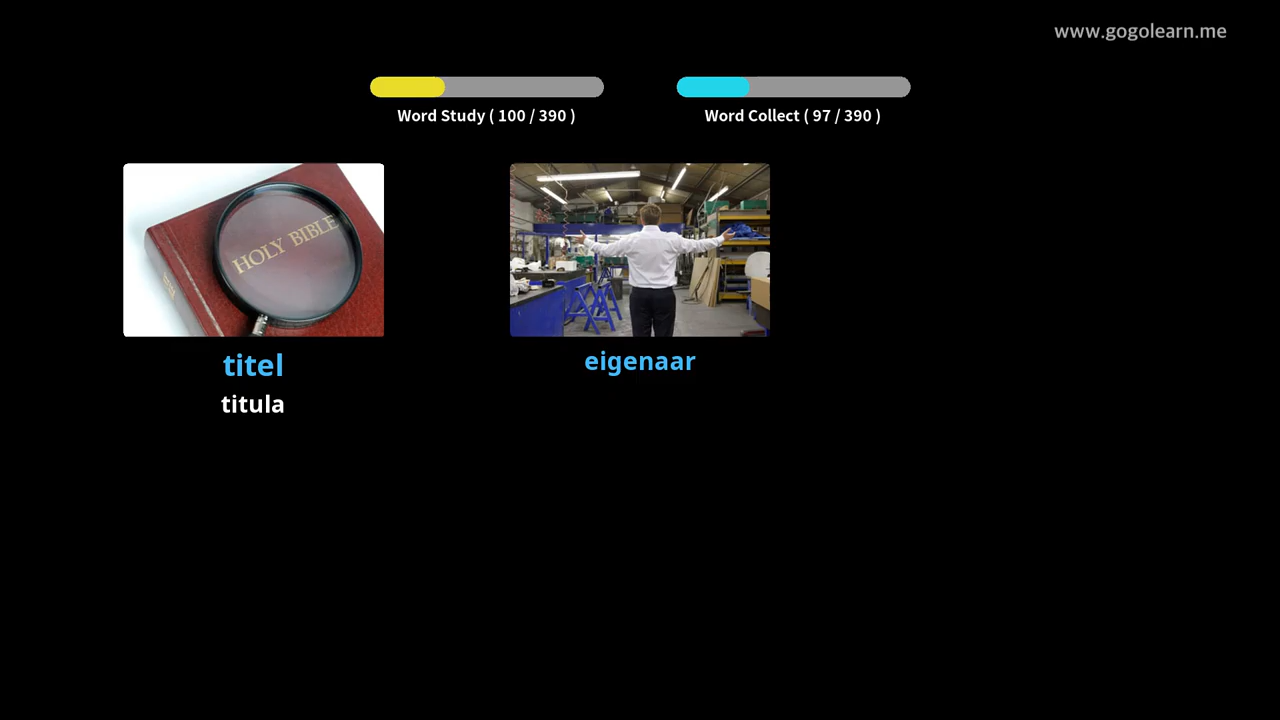 www.gogolearn.me
Word Study ( 100 / 390 )
Word Collect ( 97 / 390 )
HOLY BIBLE
titel
eigenaar
titula